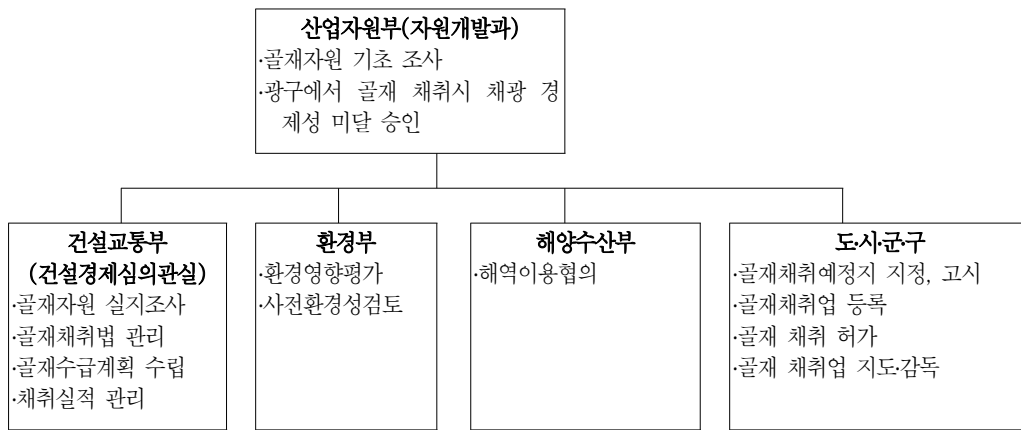 산업자원부(자원개발과)
·골재자원 기초 조사
·광구에서 골재 채취시 채광 경
제성 미달 승인
건설교통부
(건설경제심의관실)
·골재자원 실지조사
·골재채취법 관리
·골재수급계획 수립
·채취실적 관리
환경부
·환경영향평가
·사전환경성검토
해양수산부
·해역이용협의
도·시·군·구
·골재채취예정지 지정, 고시
·골재채취업 등록
·골재 채취 허가
·골재 채취업 지도·감독